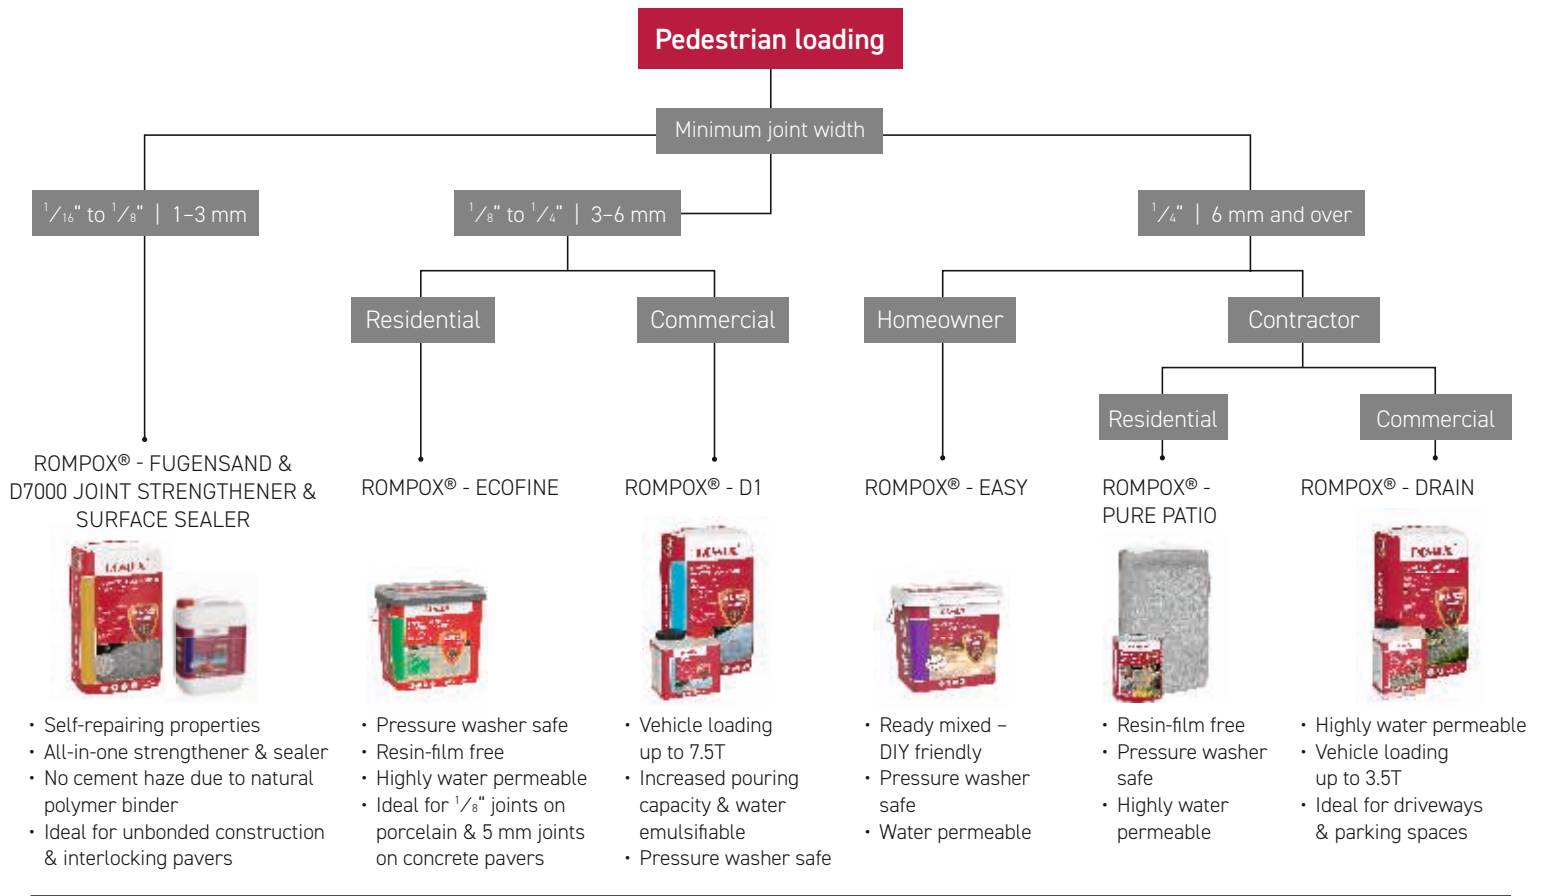 Pedestrian loading
Minimum joint width
1/16“ to 1/8“ | 1–3 mm
1/8“ to 1/4“ | 3–6 mm
1/4“ | 6 mm and over
Residential
Commercial
Homeowner
Contractor
Residential
Commercial
ROMPOX® - FUGENSAND &
D7000 JOINT STRENGTHENER &
SURFACE SEALER
ROMPOX® - ECOFINE
ROMPOX® - D1
ROMPOX® - EASY
ROMPOX® -
PURE PATIO
ROMPOX® - DRAIN
• Self-repairing properties
• All-in-one strengthener & sealer
• No cement haze due to natural
polymer binder
• Ideal for unbonded construction
& interlocking pavers
• Pressure washer safe
• Resin-film free
• Highly water permeable
• Ideal for 1/8“ joints on
porcelain & 5 mm joints
on concrete pavers
• Vehicle loading
up to 7.5T
• Increased pouring
capacity & water
emulsifiable
• Pressure washer safe
• Ready mixed –
DIY friendly
• Pressure washer
safe
• Water permeable
• Resin-film free
• Pressure washer
safe
• Highly water
permeable
• Highly water permeable
• Vehicle loading
up to 3.5T
• Ideal for driveways
& parking spaces